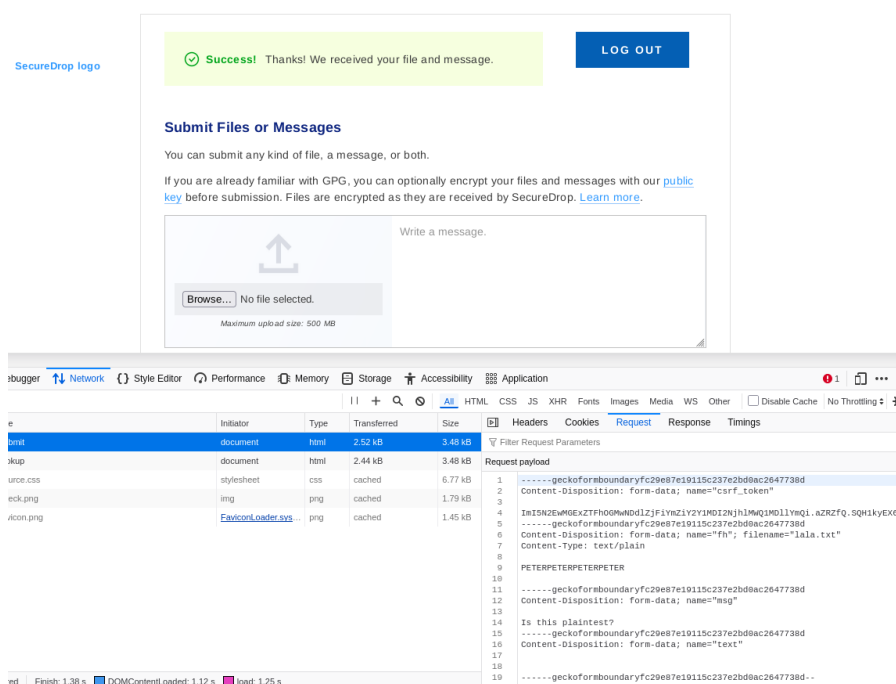 SecureDrop logo
Success! Thanks! We received your file and message.
LOG OUT
Submit Files or Messages
You can submit any kind of file, a message, or both.
If you are already familiar with GPG, you can optionally encrypt your files and messages with our public
key before submission. Files are encrypted as they are received by SecureDrop. Learn more.
Write a message.
Browse... No file selected.
Maximum upload size: 500 MB
ebugger Network Style Editor Performance Memory Storage Accessibility Application 1
All HTML CSS JS XHR Fonts Images Media WS Other Disable Cache No Throttling
e Initiator Type Transferred Size
bmit document html 2.52 kB 3.48 kB
okup document html 2.44 kB 3.48 kB
urce.css stylesheet css cached 6.77 kB
eck.png img png cached 1.79 kB
vicon.png FaviconLoader.sys... png cached 1.45 kB
Headers Cookies Request Response Timings
Filter Request Parameters
Request payload
1 ------geckoformboundaryfc29e87e19115c237e2bd0ac2647738d
2 Content-Disposition: form-data; name="csrf_token"
3
4
5 ------geckoformboundaryfc29e87e19115c237e2bd0ac2647738d
6 Content-Disposition: form-data; name="fh"; filename="lala.txt"
7 Content-Type: text/plain
8
9 PETERPETERPETERPETER
10
11 ------geckoformboundaryfc29e87e19115c237e2bd0ac2647738d
12 Content-Disposition: form-data; name="msg"
13
14 Is this plaintest?
15 ------geckoformboundaryfc29e87e19115c237e2bd0ac2647738d
16 Content-Disposition: form-data; name="text"
17
18
19 ------geckoformboundaryfc29e87e19115c237e2bd0ac2647738d--
red Finish: 1.38 s DOMContentLoaded: 1.12 s load: 1.25 s